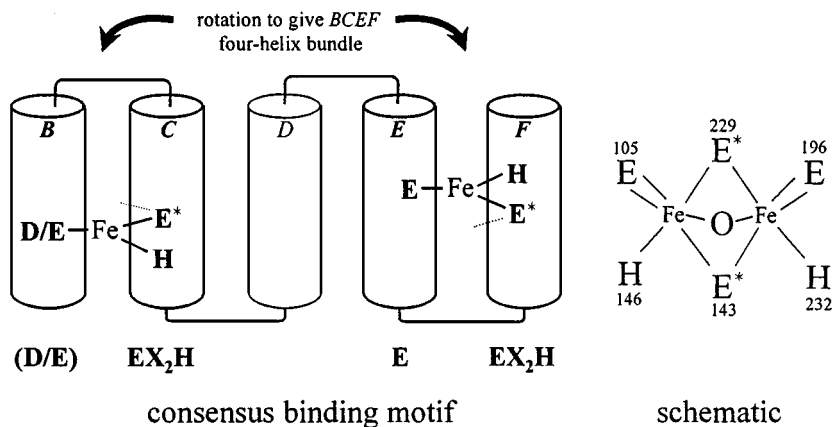 rotation to give BCEF
four-helix bundle
B C D E F
D/E Fe E* H
E Fe H E*
(D/E) EX₂H E EX₂H
consensus binding motif
229
105 E* 196
E E
Fe O Fe
H E* H
146 143 232
schematic